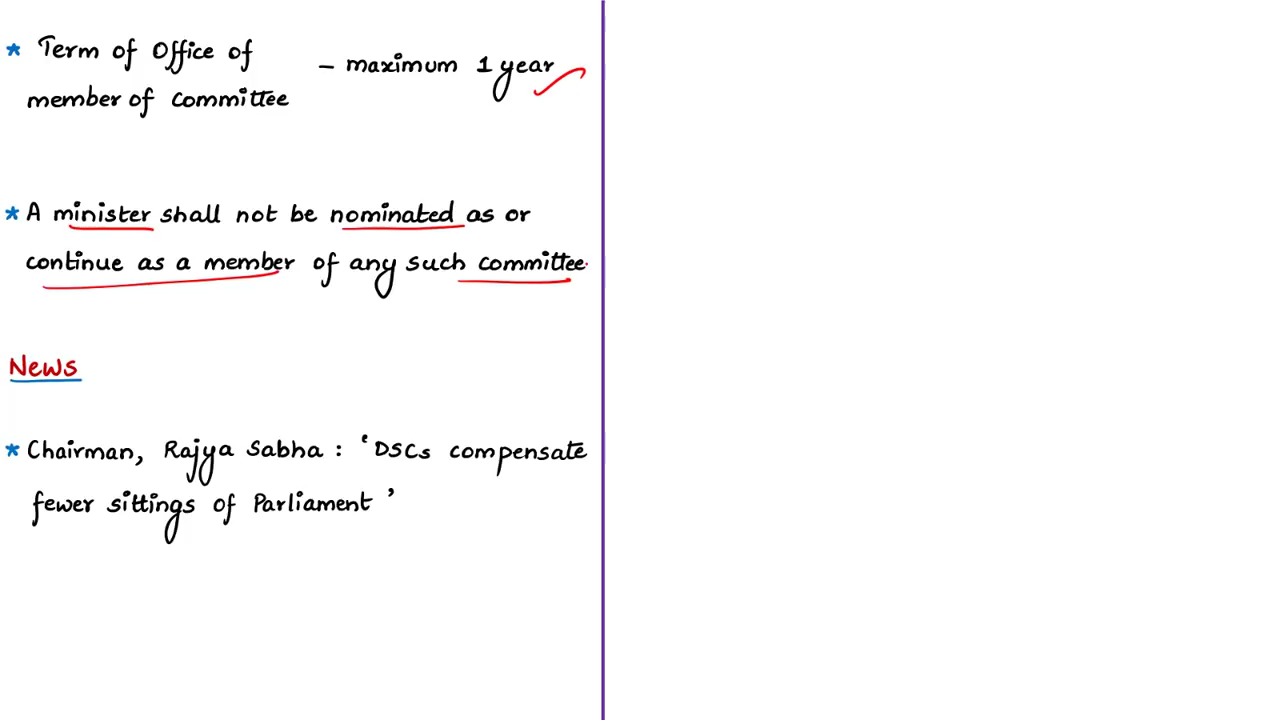 * Term of Office of
member of committee – maximum 1 year
* A minister shall not be nominated as or
continue as a member of any such committee.
News
* Chairman, Rajya Sabha : ‘DSCs compensate
fewer sittings of Parliament’